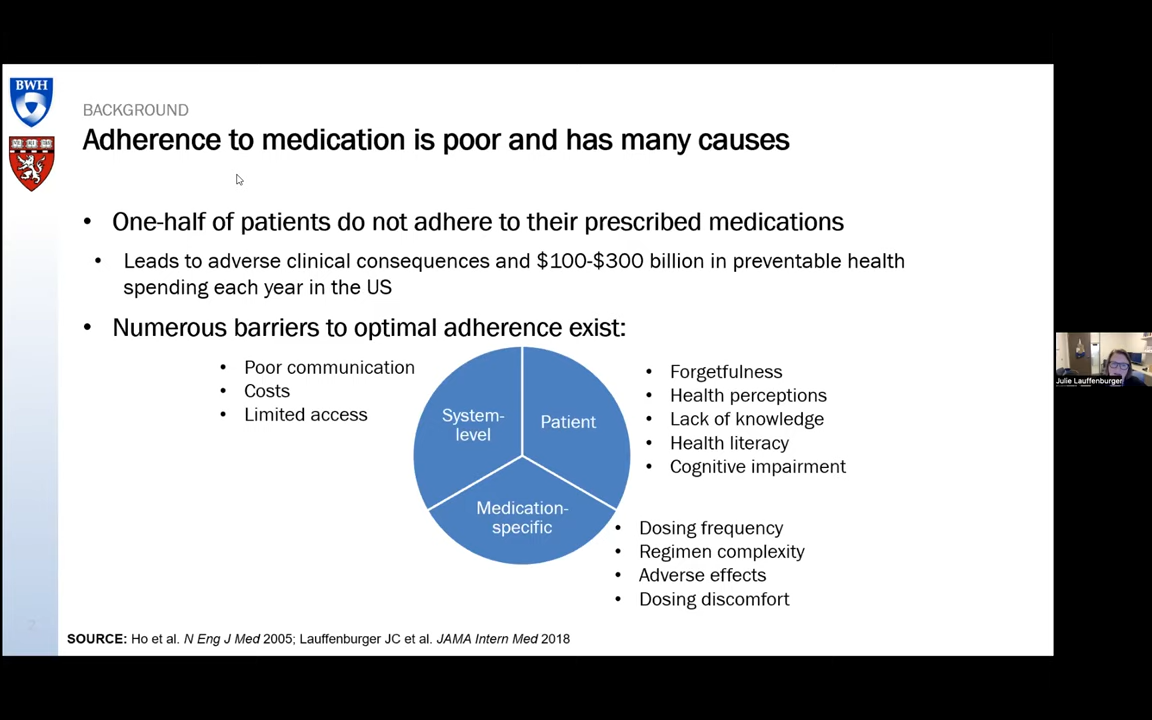 BWH
BACKGROUND
Adherence to medication is poor and has many causes
• One-half of patients do not adhere to their prescribed medications
• Leads to adverse clinical consequences and $100-$300 billion in preventable health
spending each year in the US
• Numerous barriers to optimal adherence exist:
• Poor communication
• Costs
• Limited access
System-
level
Patient
Medication-
specific
• Forgetfulness
• Health perceptions
• Lack of knowledge
• Health literacy
• Cognitive impairment
• Dosing frequency
• Regimen complexity
• Adverse effects
• Dosing discomfort
2
SOURCE: Ho et al. N Eng J Med 2005; Lauffenburger JC et al. JAMA Intern Med 2018
Julie Lauffenburger